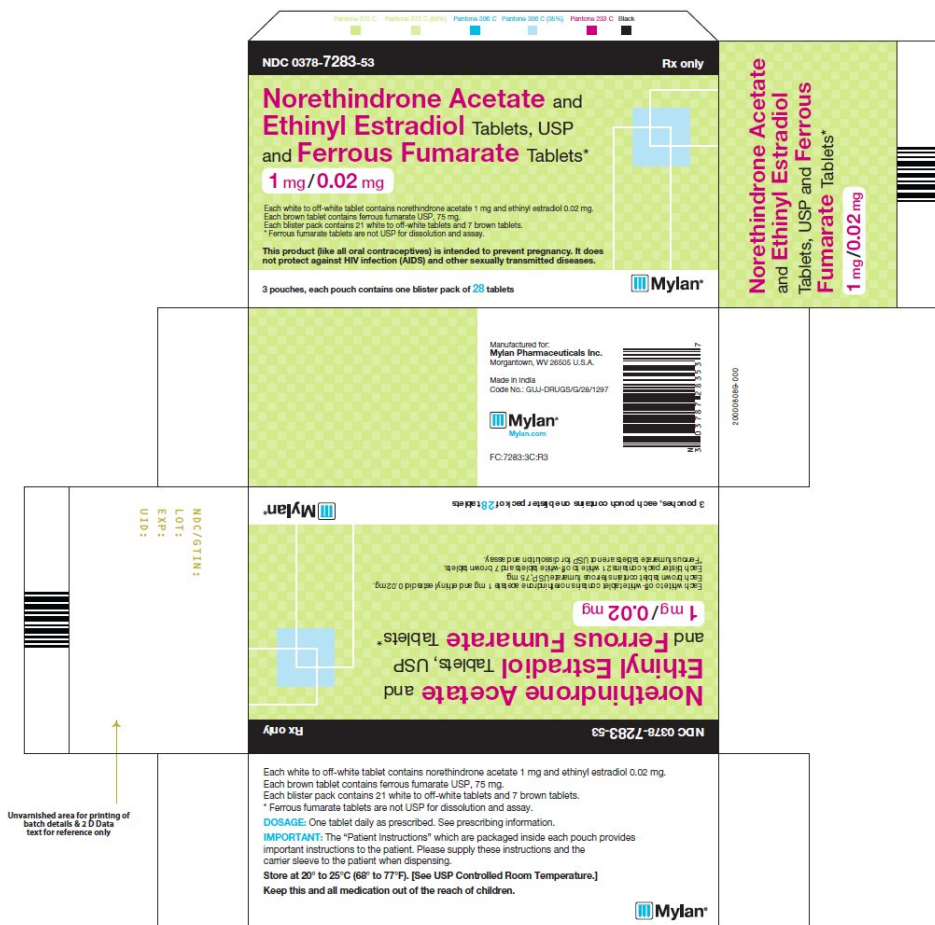 Pantone 372 C Pantone 372 C (60%) Pantone 306 C Pantone 306 C (35%) Pantone 233 C Black
NDC 0378-7283-53 Rx only
Norethindrone Acetate and
Ethinyl Estradiol Tablets, USP
and Ferrous Fumarate Tablets*
1 mg/0.02 mg
Each white to off-white tablet contains norethindrone acetate 1 mg and ethinyl estradiol 0.02 mg.
Each brown tablet contains ferrous fumarate USP, 75 mg.
Each blister pack contains 21 white to off-white tablets and 7 brown tablets.
* Ferrous fumarate tablets are not USP for dissolution and assay.
This product (like all oral contraceptives) is intended to prevent pregnancy. It does
not protect against HIV infection (AIDS) and other sexually transmitted diseases.
3 pouches, each pouch contains one blister pack of 28 tablets
Mylan®
Norethindrone Acetate
and Ethinyl Estradiol
Tablets, USP and Ferrous
Fumarate Tablets*
1 mg/0.02 mg
Manufactured for:
Mylan Pharmaceuticals Inc.
Morgantown, WV 26505 U.S.A.
Made in India
Code No.: GUJ-DRUGS/G/28/1297
Mylan®
Mylan.com
FC:7283:3C:R3
N
3 0378728353 7
200006089-000
NDC/GTIN:
LOT:
EXP:
UID:
Unvarnished area for printing of
batch details & 2 D Data
text for reference only
NDC 0378-7283-53 Rx only
Norethindrone Acetate and
Ethinyl Estradiol Tablets, USP
and Ferrous Fumarate Tablets*
1 mg/0.02 mg
Each white to off-white tablet contains norethindrone acetate 1 mg and ethinyl estradiol 0.02 mg.
Each brown tablet contains ferrous fumarate USP, 75 mg.
Each blister pack contains 21 white to off-white tablets and 7 brown tablets.
*Ferrous fumarate tablets are not USP for dissolution and assay.
3 pouches, each pouch contains one blister pack of 28 tablets
Mylan®
Each white to off-white tablet contains norethindrone acetate 1 mg and ethinyl estradiol 0.02 mg.
Each brown tablet contains ferrous fumarate USP, 75 mg.
Each blister pack contains 21 white to off-white tablets and 7 brown tablets.
* Ferrous fumarate tablets are not USP for dissolution and assay.
DOSAGE: One tablet daily as prescribed. See prescribing information.
IMPORTANT: The “Patient Instructions” which are packaged inside each pouch provides
important instructions to the patient. Please supply these instructions and the
carrier sleeve to the patient when dispensing.
Store at 20° to 25°C (68° to 77°F). [See USP Controlled Room Temperature.]
Keep this and all medication out of the reach of children.
Mylan®